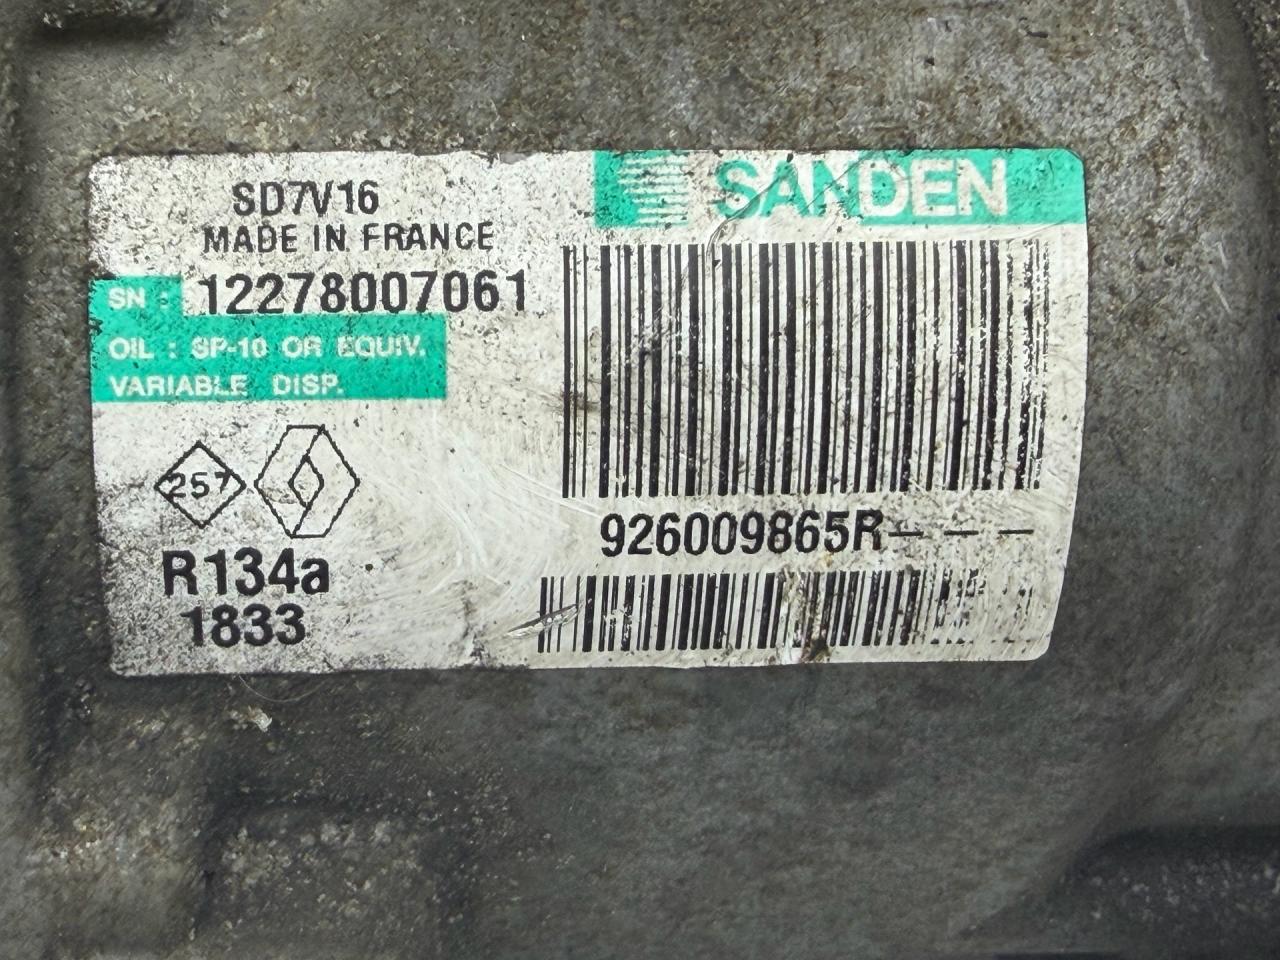 SANDEN
SD7V16
MADE IN FRANCE
SN : 12278007061
OIL : SP-10 OR EQUIV.
VARIABLE DISP.
257
926009865R- - -
R134a
1833